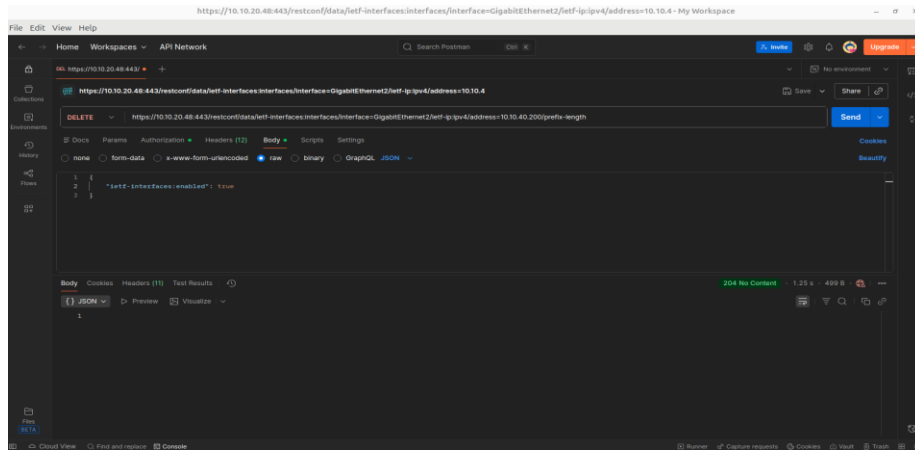 https://10.10.20.48:443/restconf/data/ietf-interfaces:interfaces/interface=GigabitEthernet2/ietf-ip:ipv4/address=10.10.4 - My Workspace
File Edit View Help
Home Workspaces API Network Search Postman Ctrl K Invite Upgrade
DEL https://10.10.20.48:443/ No environment
https://10.10.20.48:443/restconf/data/ietf-interfaces:interfaces/interface=GigabitEthernet2/ietf-ip:ipv4/address=10.10.4 Save Share
Collections
DELETE https://10.10.20.48:443/restconf/data/ietf-interfaces:interfaces/interface=GigabitEthernet2/ietf-ip:ipv4/address=10.10.40.200/prefix-length Send
Environments
Docs Params Authorization Headers (12) Body Scripts Settings Cookies
History
none form-data x-www-form-urlencoded raw binary GraphQL JSON Beautify
Flows
1 {
2 "ietf-interfaces:enabled": true
3 }
Body Cookies Headers (11) Test Results 204 No Content 1.25 s 499 B
{} JSON Preview Visualize
1
Files
BETA
Cloud View Find and replace Console Runner Capture requests Cookies Vault Trash